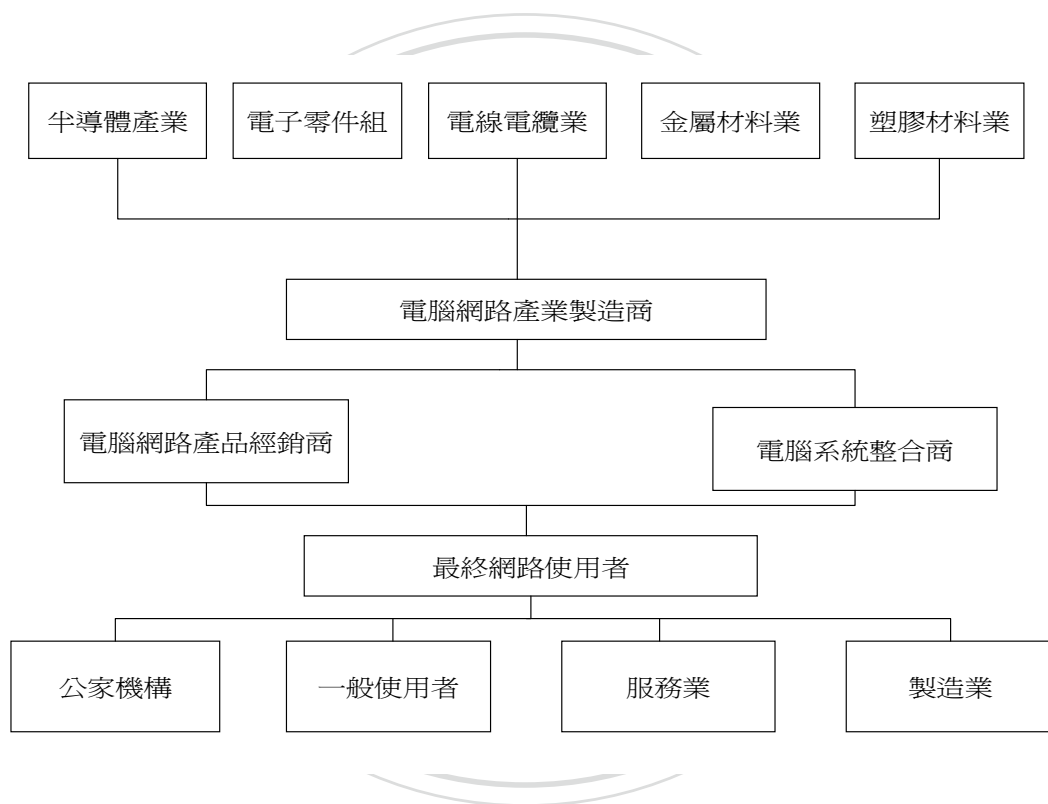 半導體產業
電子零件組
電線電纜業
金屬材料業
塑膠材料業
電腦網路產業製造商
電腦網路產品經銷商
電腦系統整合商
最終網路使用者
公家機構
一般使用者
服務業
製造業